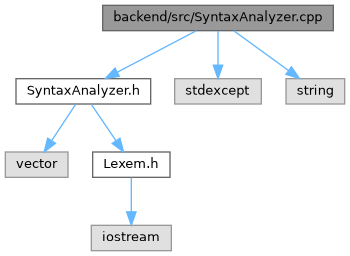 backend/src/SyntaxAnalyzer.cpp
SyntaxAnalyzer.h
stdexcept
string
vector
Lexem.h
iostream